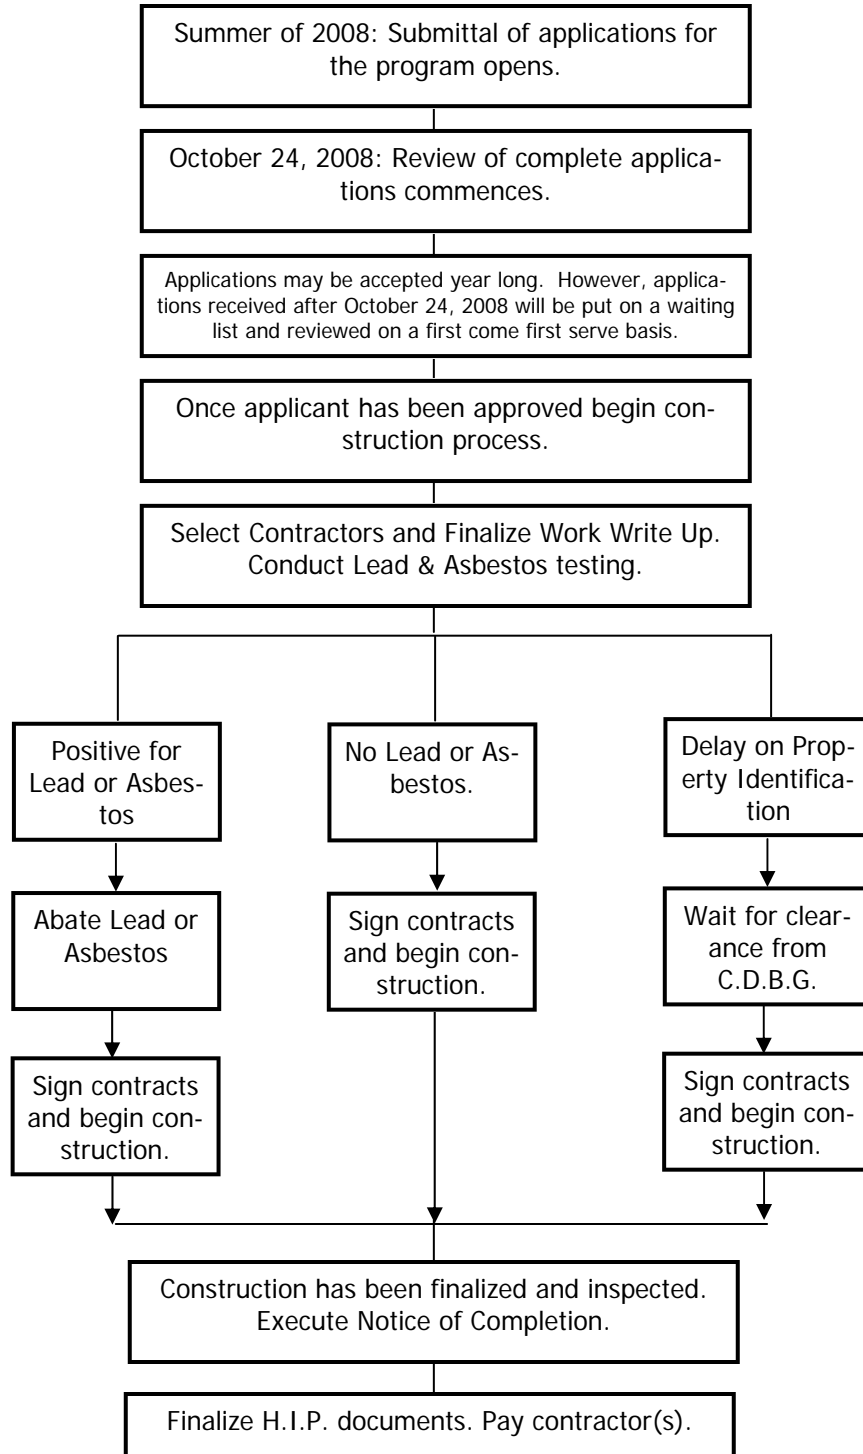 Summer of 2008: Submittal of applications for
the program opens.
October 24, 2008: Review of complete applica-
tions commences.
Applications may be accepted year long.  However, applica-
tions received after October 24, 2008 will be put on a waiting
list and reviewed on a first come first serve basis.
Once applicant has been approved begin con-
struction process.
Select Contractors and Finalize Work Write Up.
Conduct Lead & Asbestos testing.
Positive for
Lead or Asbes-
tos
Abate Lead or
Asbestos
Sign contracts
and begin con-
struction.
No Lead or As-
bestos.
Sign contracts
and begin con-
struction.
Delay on Prop-
erty Identifica-
tion
Wait for clear-
ance from
C.D.B.G.
Sign contracts
and begin con-
struction.
Construction has been finalized and inspected.
Execute Notice of Completion.
Finalize H.I.P. documents. Pay contractor(s).